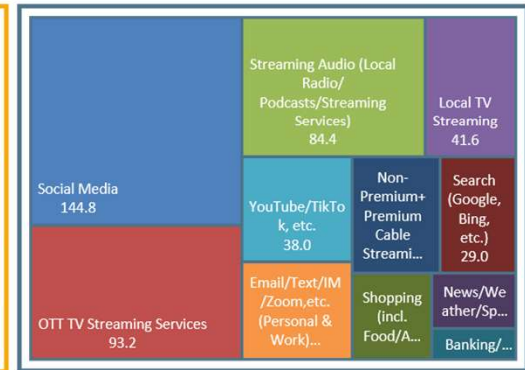 Social Media
144.8
OTT TV Streaming Services
93.2
Streaming Audio (Local
Radio/
Podcasts/Streaming
Services)
84.4
Local TV
Streaming
41.6
YouTube/TikTo
k, etc.
38.0
Non-
Premium+
Premium
Cable
Streami...
Search
(Google,
Bing,
etc.)
29.0
Email/Text/IM
/Zoom,etc.
(Personal &
Work)...
Shopping
(incl.
Food/A...
News/We
ather/Sp...
Banking/...